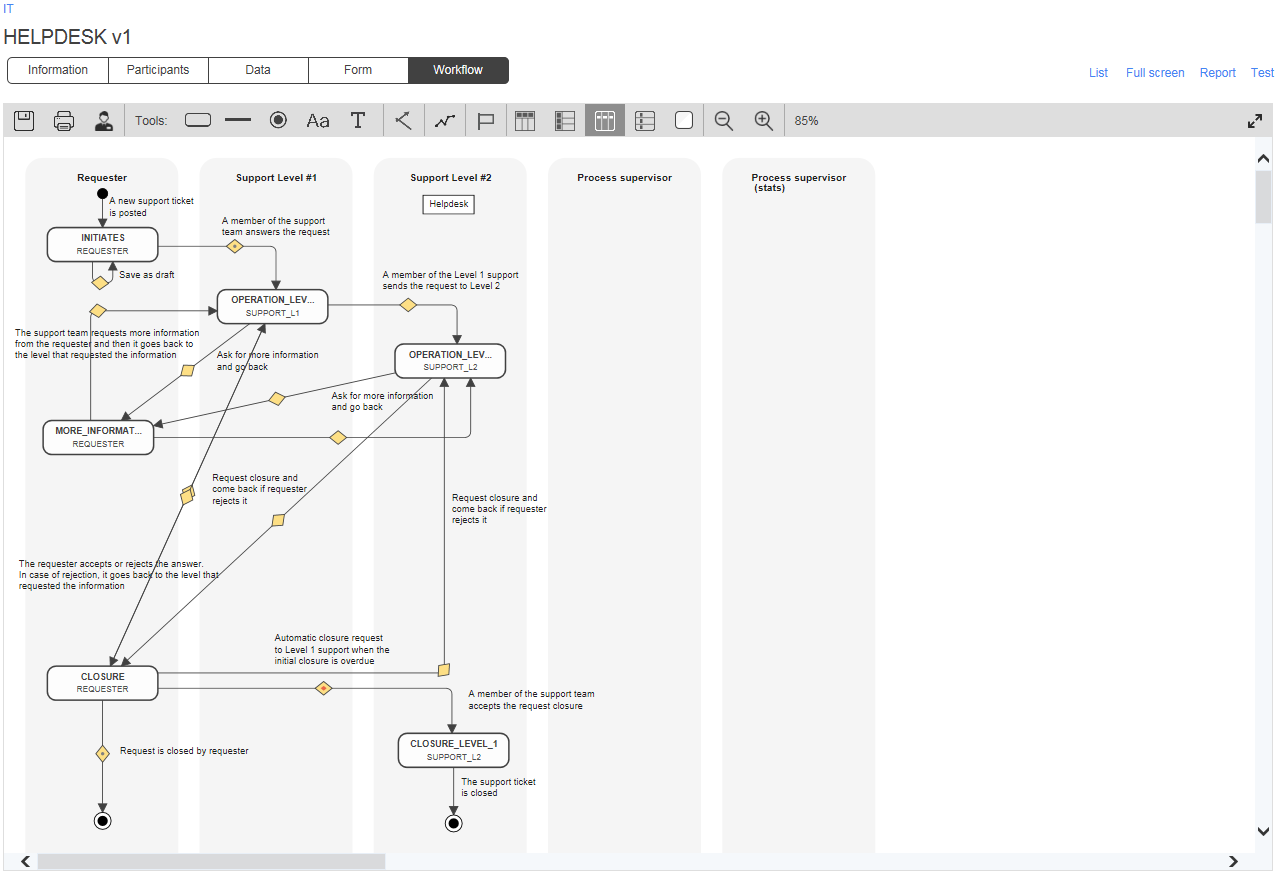 IT
HELPDESK v1
Information
Participants
Data
Form
Workflow
List
Full screen
Report
Test
Tools:
Aa
T
85%
Requester
Support Level #1
Support Level #2
Process supervisor
Process supervisor
(stats)
Helpdesk
A new support ticket
is posted
A member of the support
team answers the request
INITIATES
REQUESTER
Save as draft
A member of the Level 1 support
sends the request to Level 2
OPERATION_LEV...
SUPPORT_L1
The support team requests more information
from the requester and then it goes back to
the level that requested the information
Ask for more information
and go back
OPERATION_LEV...
SUPPORT_L2
Ask for more information
and go back
MORE_INFORMAT...
REQUESTER
Request closure and
come back if requester
rejects it
Request closure and
come back if requester
rejects it
The requester accepts or rejects the answer.
In case of rejection, it goes back to the level that
requested the information
Automatic closure request
to Level 1 support when the
initial closure is overdue
CLOSURE
REQUESTER
A member of the support team
accepts the request closure
Request is closed by requester
CLOSURE_LEVEL_1
SUPPORT_L2
The support ticket
is closed